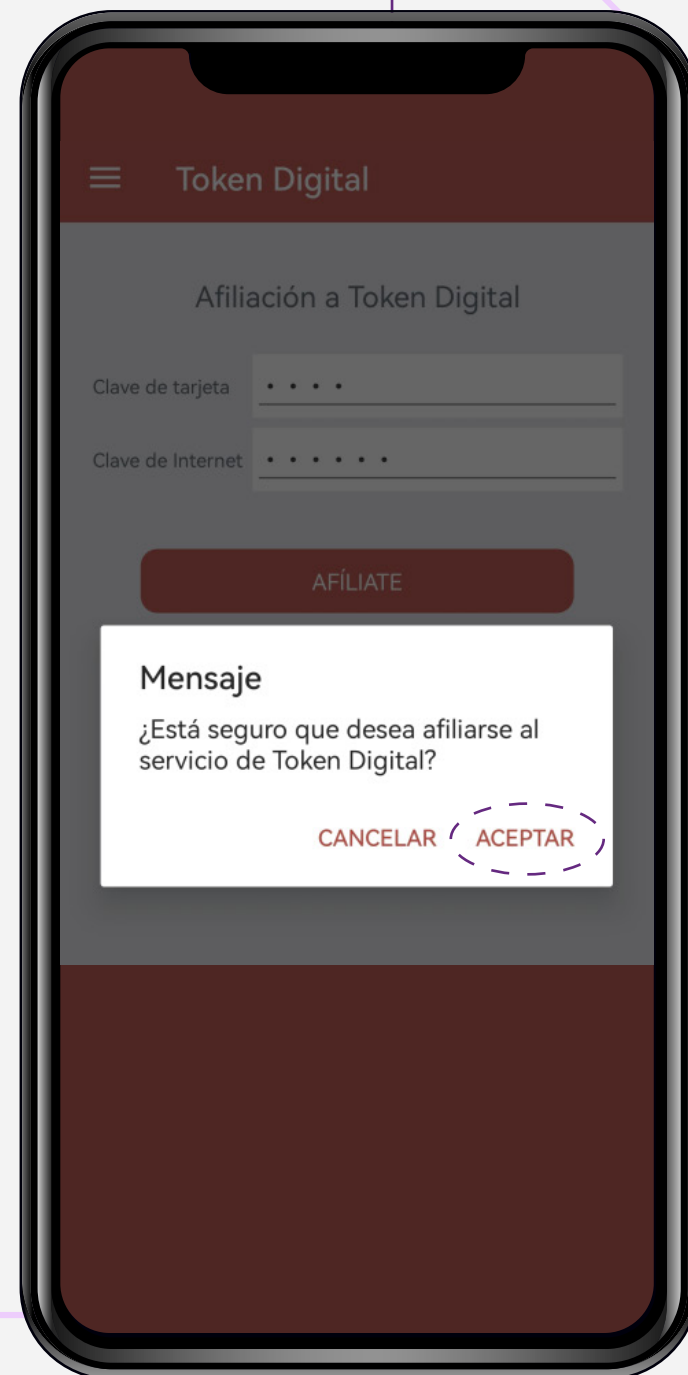 Token Digital
Afiliación a Token Digital
Clave de tarjeta • • • •
Clave de Internet • • • • • •
AFÍLIATE
Mensaje
¿Está seguro que desea afiliarse al
servicio de Token Digital?
CANCELAR ACEPTAR